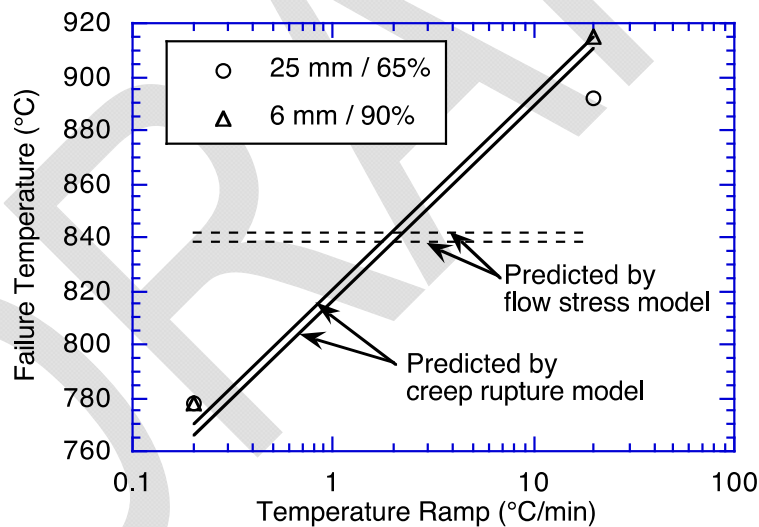 920
900
880
860
840
820
800
780
760
Failure Temperature (°C)
25 mm / 65%
6 mm / 90%
Predicted by
flow stress model
Predicted by
creep rupture model
0.1
1
10
100
Temperature Ramp (°C/min)